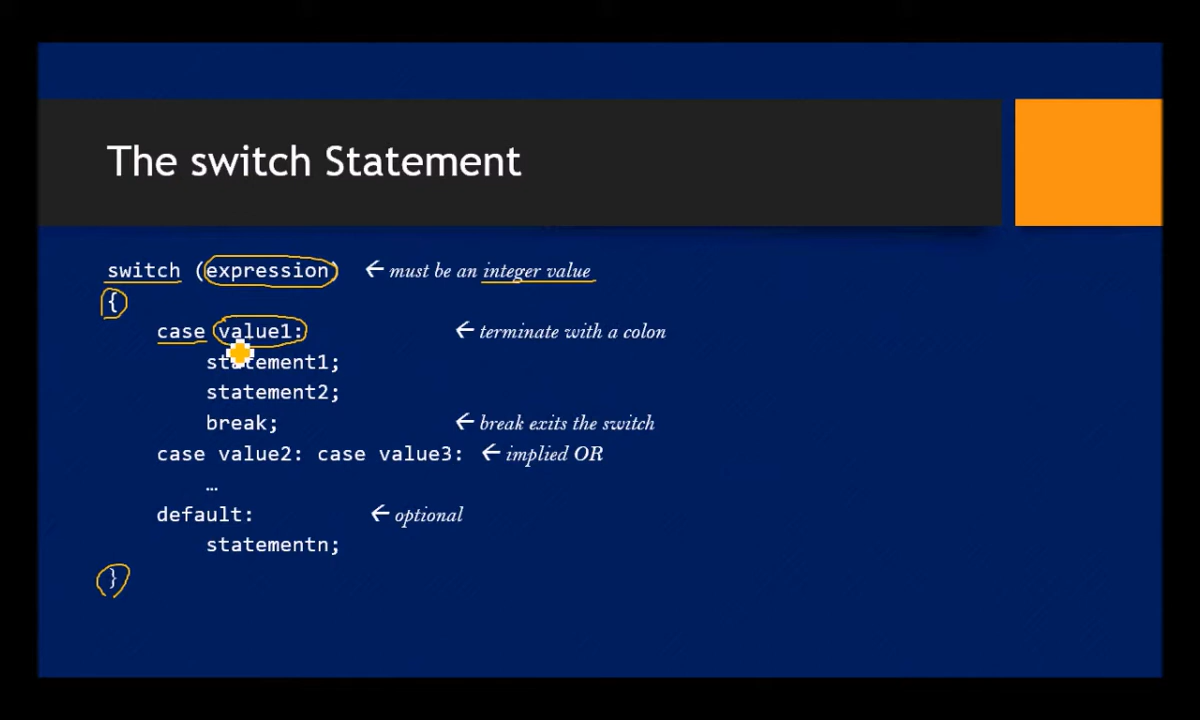 The switch Statement
switch (expression) ← must be an integer value
{
case value1: ← terminate with a colon
statement1;
statement2;
break; ← break exits the switch
case value2: case value3: ← implied OR
…
default: ← optional
statementn;
}